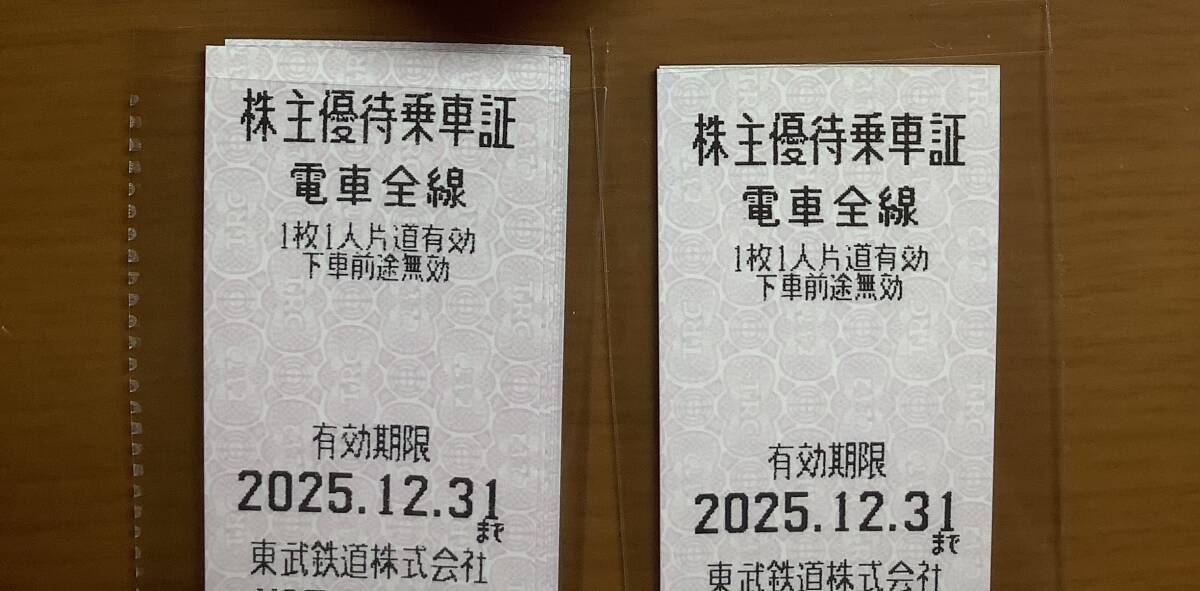 株主優待乗車証
電車全線
1枚1人片道有効
下車前途無効
有効期限
2025.12.31
まで
東武鉄道株式会社
株主優待乗車証
電車全線
1枚1人片道有効
下車前途無効
有効期限
2025.12.31
まで
東武鉄道株式会社